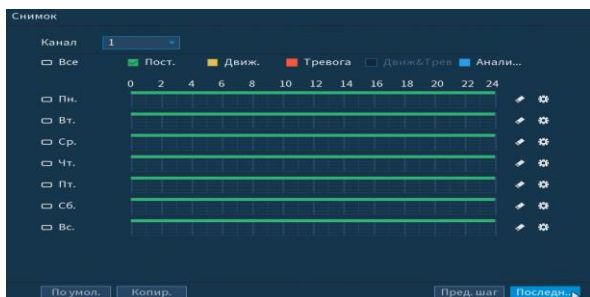 Снимок
Канал 1
Все Пост. Движ. Тревога Движ&Трев Анали...
0 2 4 6 8 10 12 14 16 18 20 22 24
Пн.
Вт.
Ср.
Чт.
Пт.
Сб.
Вс.
По умол. Копир. Пред. шаг Последн..